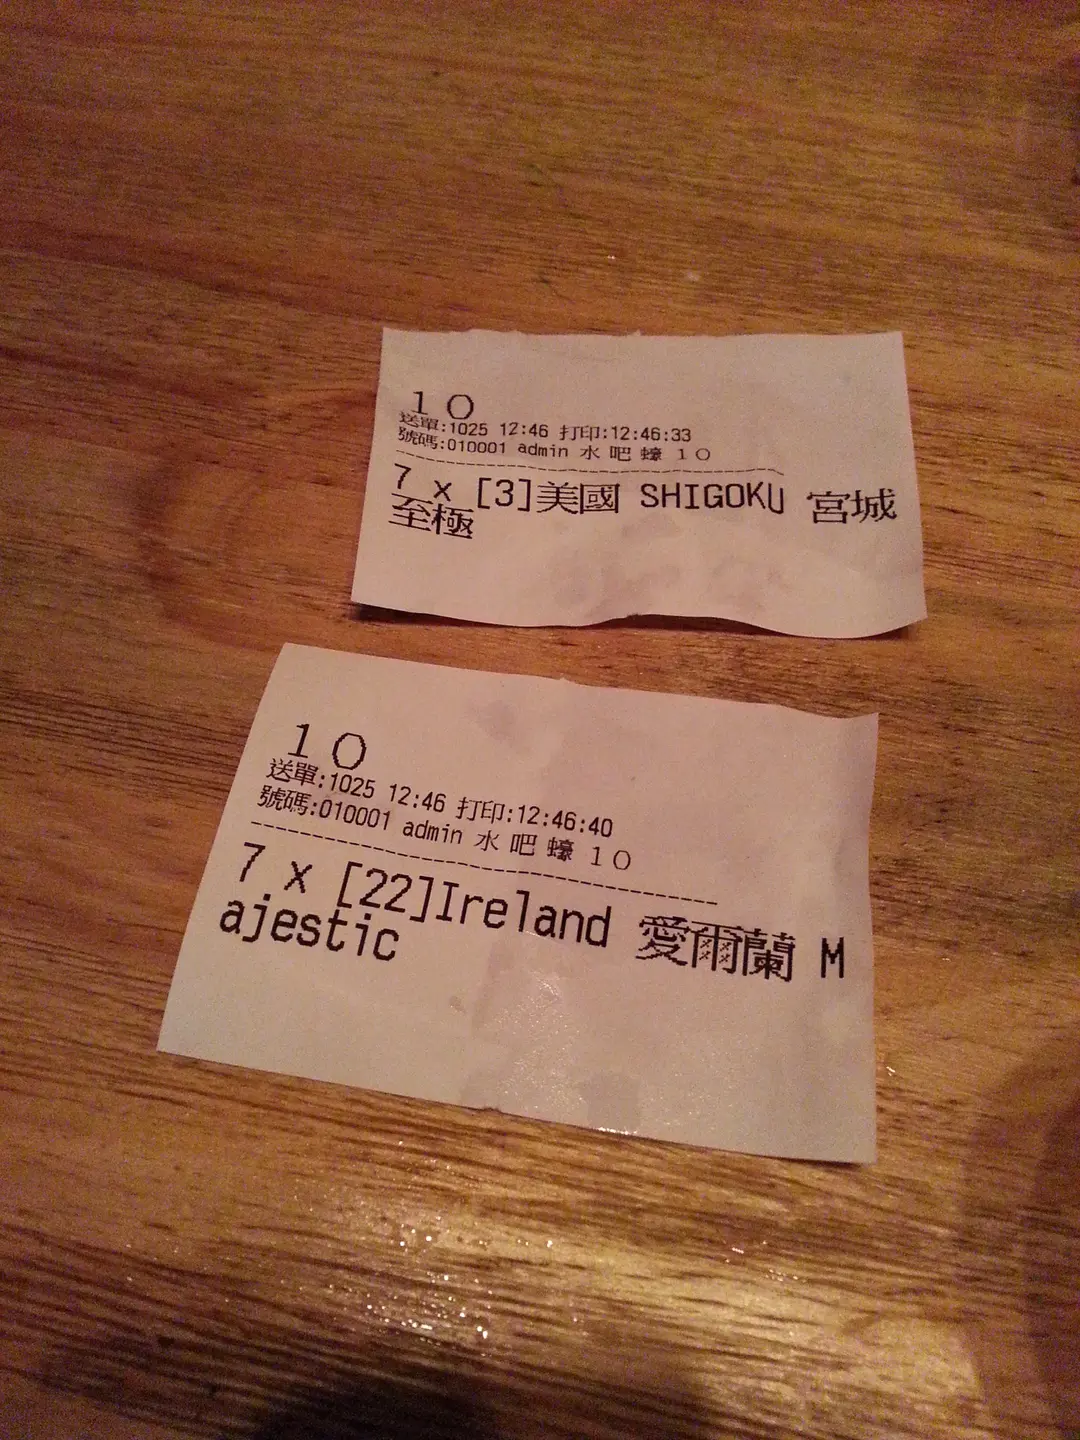 10
送單:1025 12:46 打印:12:46:33
號碼:010001 admin 水 吧 蠔 10
7 x [3]美國 SHIGOKU 宮城
至極
10
送單:1025 12:46 打印:12:46:40
號碼:010001 admin 水 吧 蠔 10
7 x [22]Ireland 愛爾蘭 M
ajestic